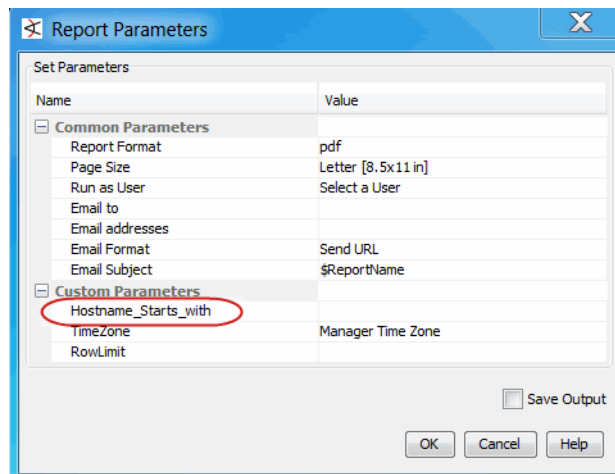 Report Parameters
Set Parameters
Name Value
Common Parameters
Report Format pdf
Page Size Letter [8.5x11 in]
Run as User Select a User
Email to
Email addresses
Email Format Send URL
Email Subject $ReportName
Custom Parameters
Hostname_Starts_with
TimeZone Manager Time Zone
RowLimit
Save Output
OK Cancel Help